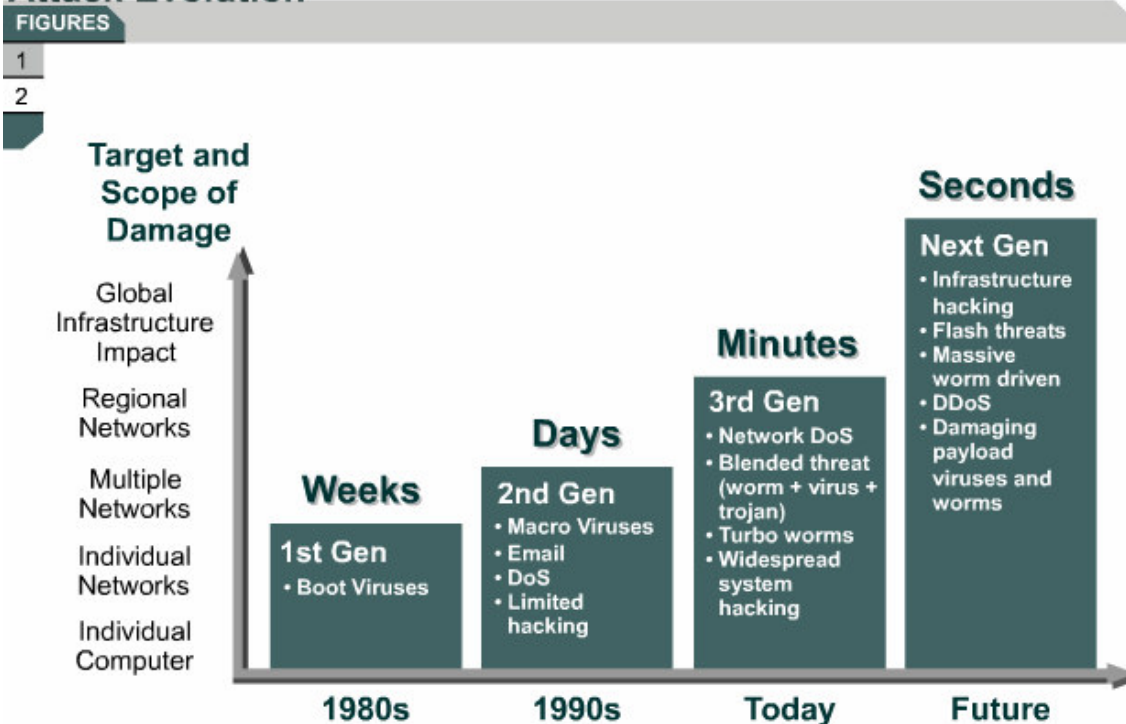 Attack Evolution
FIGURES
1
2
Target and
Scope of
Damage
Global
Infrastructure
Impact
Regional
Networks
Multiple
Networks
Individual
Networks
Individual
Computer
Weeks
1st Gen
• Boot Viruses
1980s
Days
2nd Gen
• Macro Viruses
• Email
• DoS
• Limited
hacking
1990s
Minutes
3rd Gen
• Network DoS
• Blended threat
(worm + virus +
trojan)
• Turbo worms
• Widespread
system
hacking
Today
Seconds
Next Gen
• Infrastructure
hacking
• Flash threats
• Massive
worm driven
• DDoS
• Damaging
payload
viruses and
worms
Future